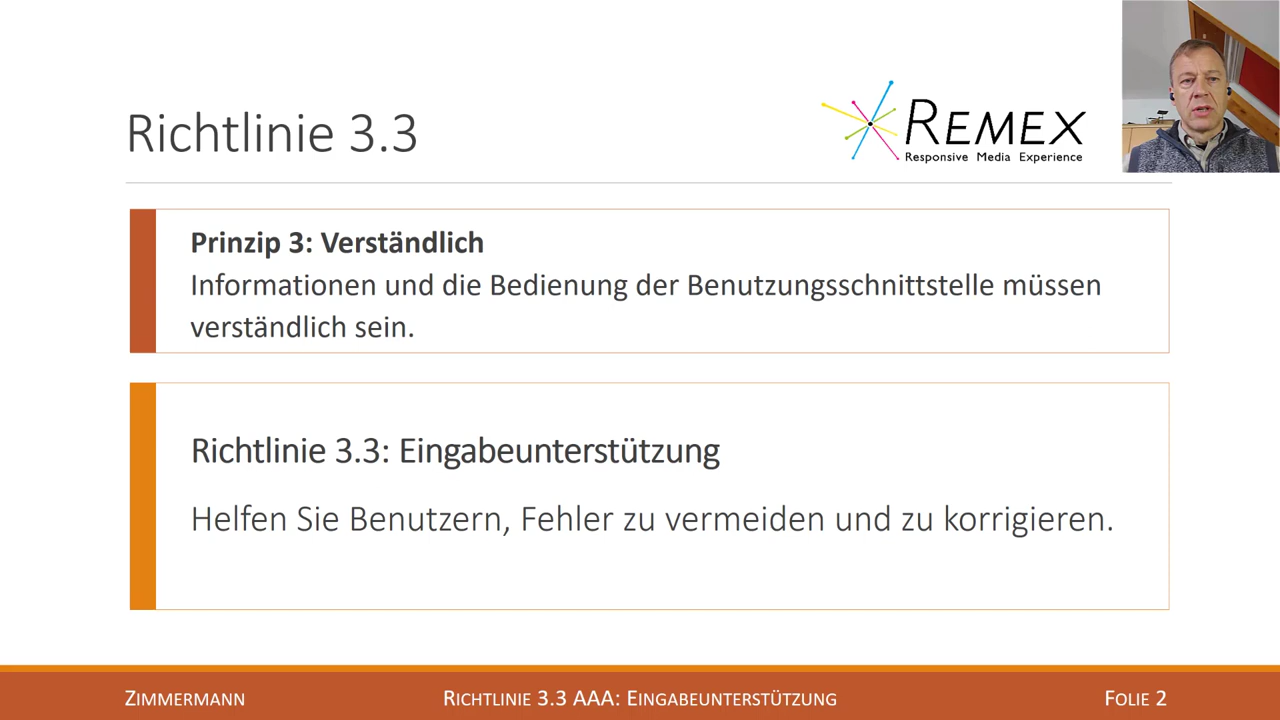 Richtlinie 3.3
REMEX
Responsive Media Experience
Prinzip 3: Verständlich
Informationen und die Bedienung der Benutzungsschnittstelle müssen
verständlich sein.
Richtlinie 3.3: Eingabeunterstützung
Helfen Sie Benutzern, Fehler zu vermeiden und zu korrigieren.
ZIMMERMANN
RICHTLINIE 3.3 AAA: EINGABEUNTERSTÜTZUNG
FOLIE 2